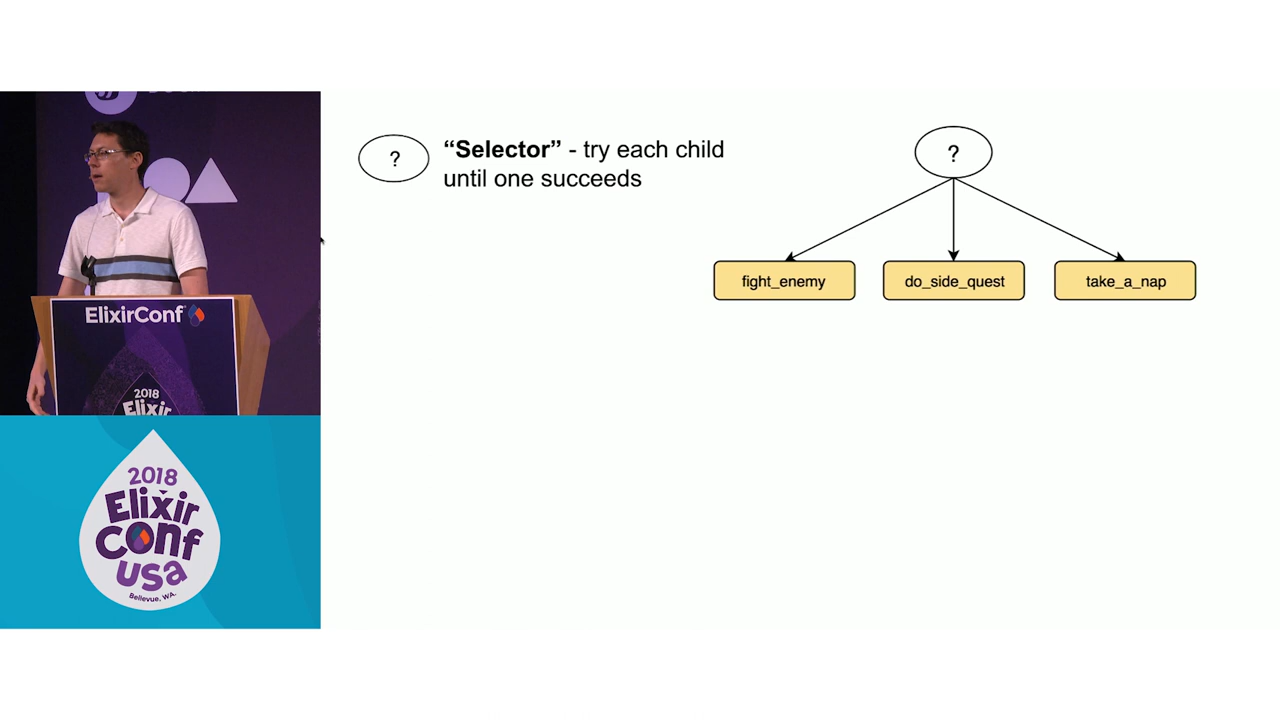 ?
“Selector” - try each child
until one succeeds
?
fight_enemy
do_side_quest
take_a_nap
ElixirConf
2018
Elixir
2018
Elixir
Conf
USA
Bellevue, WA.